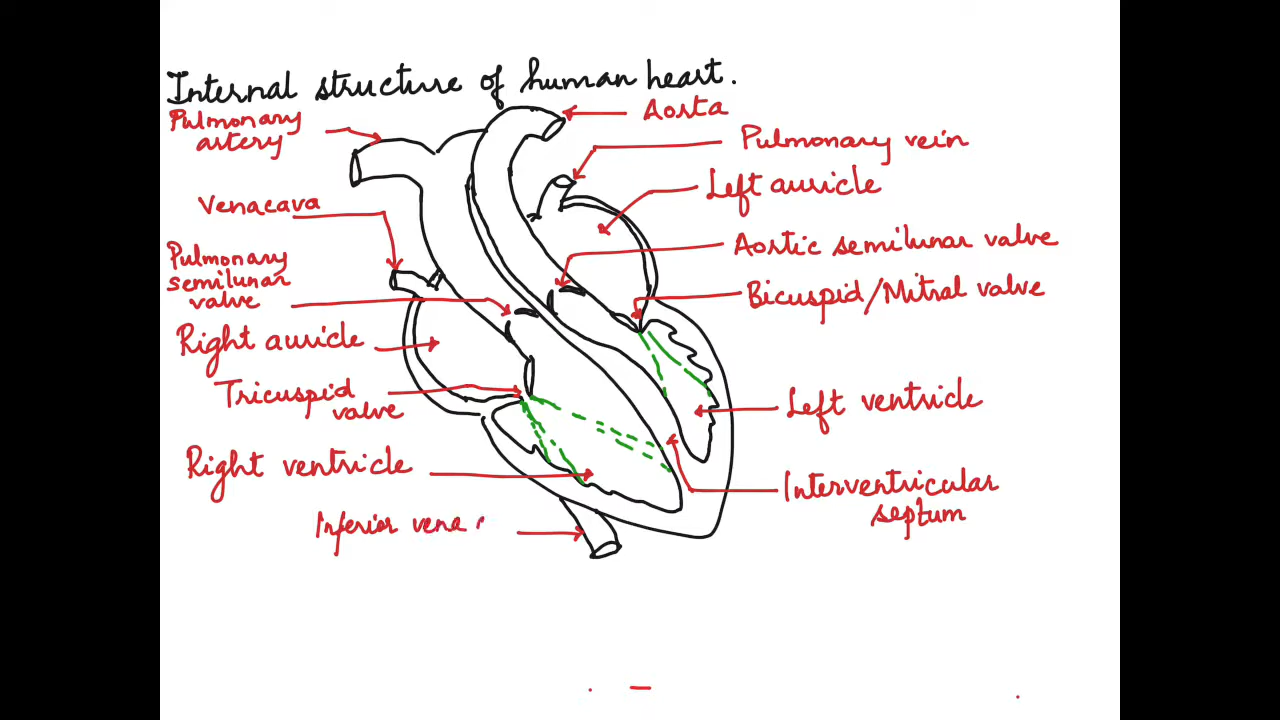 Internal structure of human heart.
Pulmonary
artery
Aorta
Pulmonary vein
Left auricle
Venacava
Aortic semilunar valve
Pulmonary
semilunar
valve
Bicuspid/Mitral valve
Right auricle
Tricuspid
valve
Left ventricle
Right ventricle
Interventricular
septum
Inferior vena